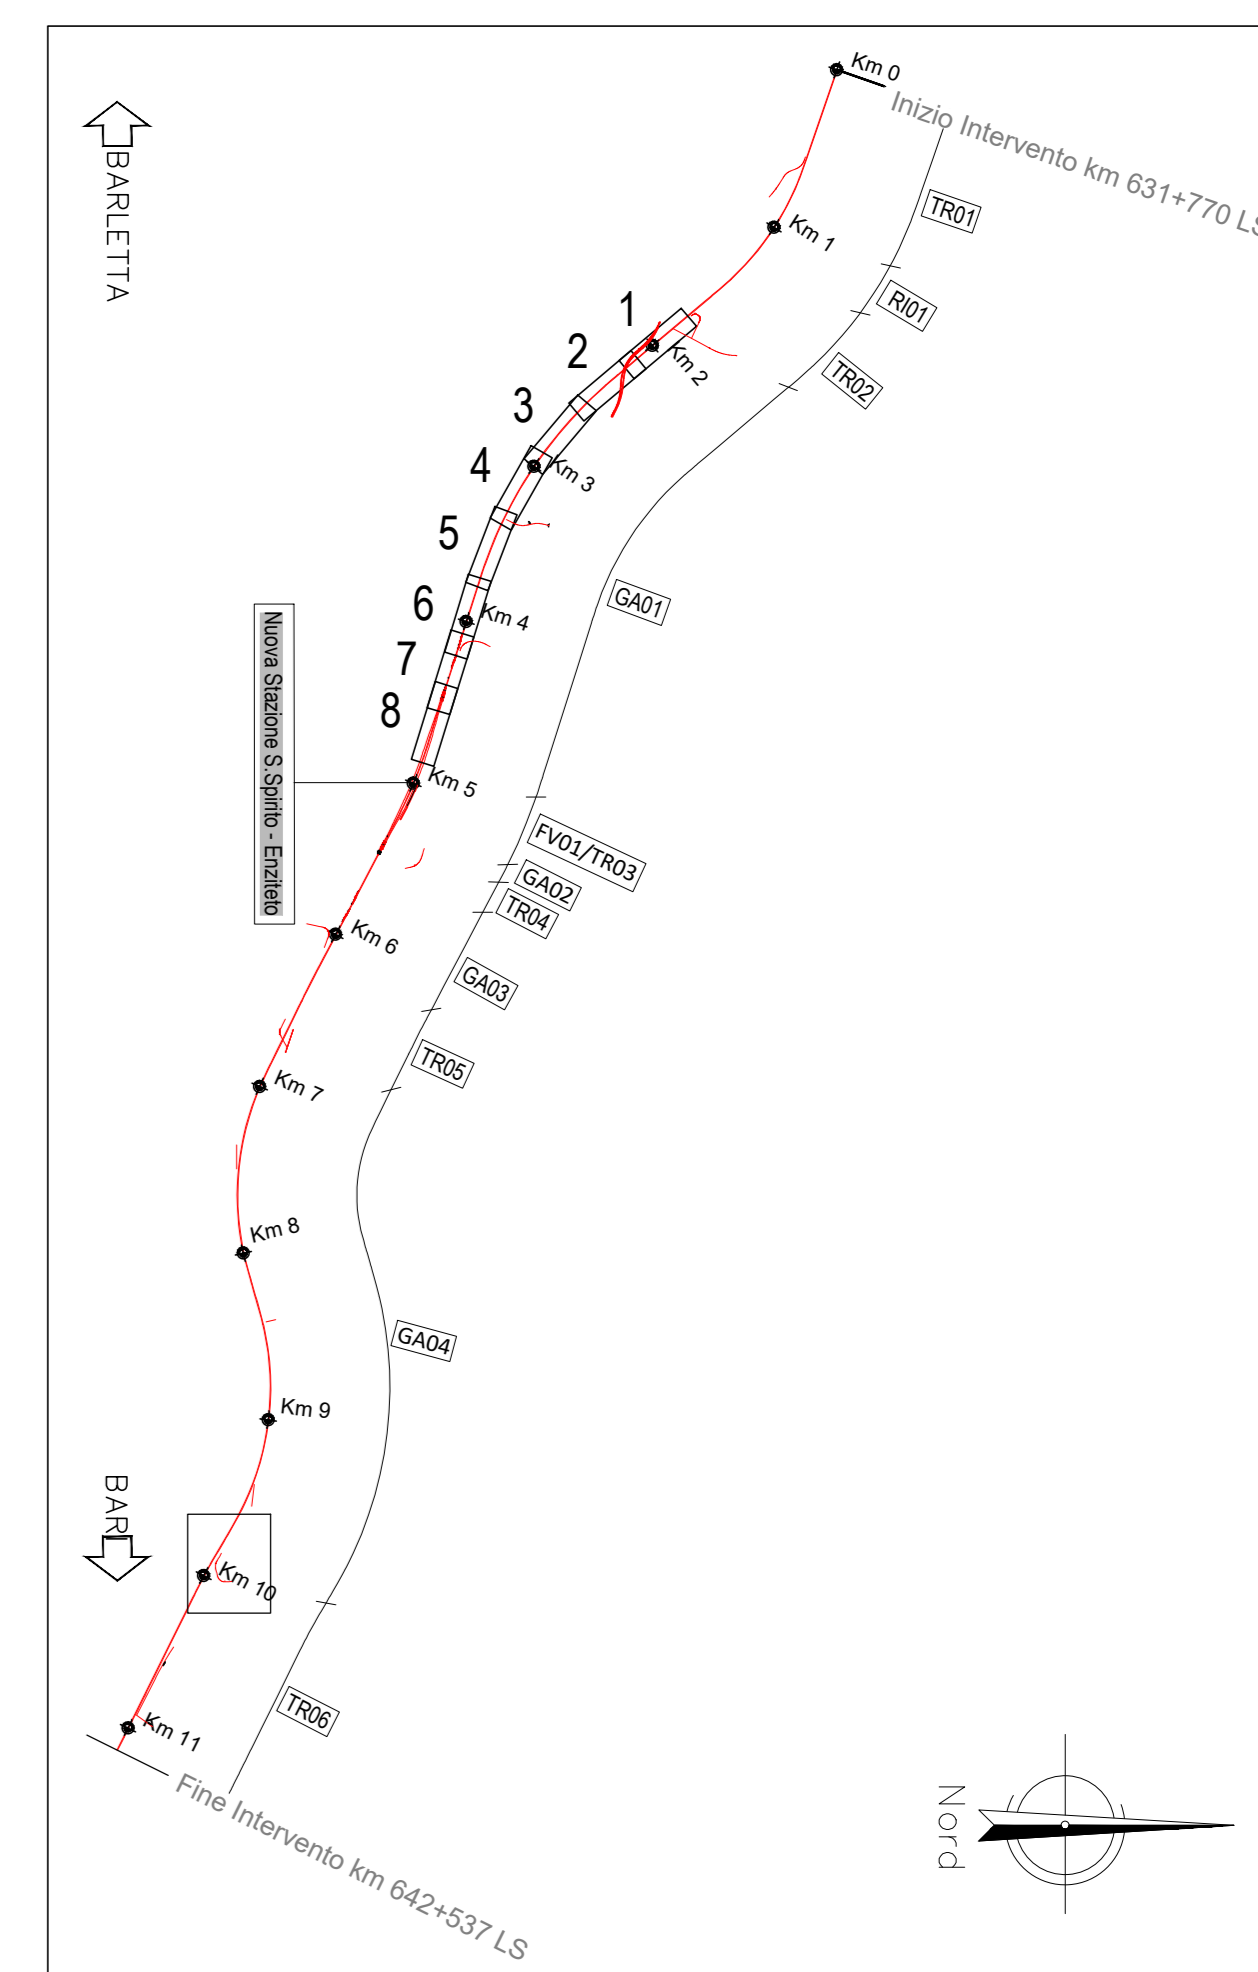 Km 0
Inizio Intervento km 631+770 LS
BARLETTA
TR01
Km 1
RI01
1
Km 2
2
TR02
3
Km 3
4
5
GA01
6
Km 4
7
8
Nuova Stazione S.Spirito - Enziteto
Km 5
FV01/TR03
GA02
TR04
Km 6
GA03
TR05
Km 7
Km 8
GA04
Km 9
BARI
Km 10
TR06
Km 11
Fine Intervento km 642+537 LS
Nord